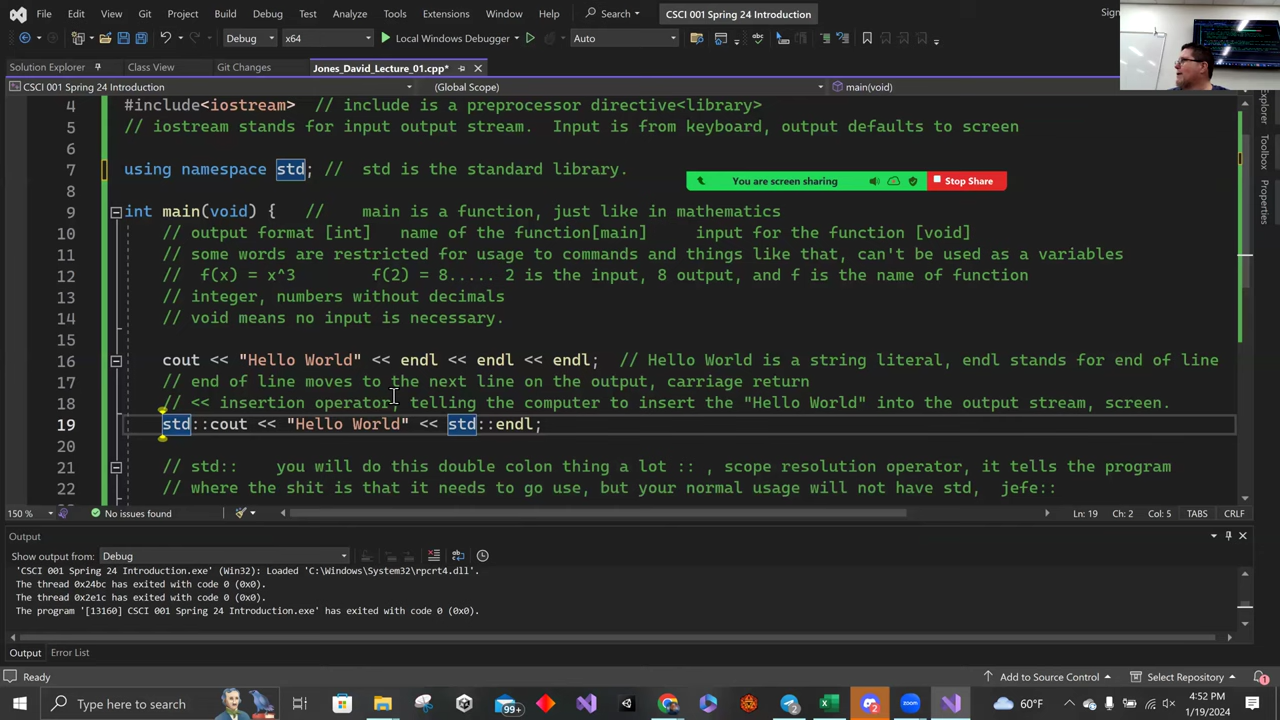 File Edit View Git Project Build Debug Test Analyze Tools Extensions Window Help Search CSCI 001 Spring 24 Introduction Sign
Debug x64 Local Windows Debug Auto
Solution Explorer Class View Git Changes Jones_David_Lecture_01.cpp*
CSCI 001 Spring 24 Introduction (Global Scope) main(void)
4 #include<iostream> // include is a preprocessor directive<library>
5 // iostream stands for input output stream. Input is from keyboard, output defaults to screen
6
7 using namespace std; // std is the standard library.
You are screen sharing Stop Share
8
9 int main(void) { // main is a function, just like in mathematics
10 // output format [int] name of the function[main] input for the function [void]
11 // some words are restricted for usage to commands and things like that, can't be used as a variables
12 // f(x) = x^3 f(2) = 8..... 2 is the input, 8 output, and f is the name of function
13 // integer, numbers without decimals
14 // void means no input is necessary.
15
16 cout << "Hello World" << endl << endl << endl; // Hello World is a string literal, endl stands for end of line
17 // end of line moves to the next line on the output, carriage return
18 // << insertion operator, telling the computer to insert the "Hello World" into the output stream, screen.
19 std::cout << "Hello World" << std::endl;
20
21 // std:: you will do this double colon thing a lot :: , scope resolution operator, it tells the program
22 // where the shit is that it needs to go use, but your normal usage will not have std, jefe::
Explorer
Toolbox
Properties
150 % No issues found Ln: 19 Ch: 2 Col: 5 TABS CRLF
Output
Show output from: Debug
'CSCI 001 Spring 24 Introduction.exe' (Win32): Loaded 'C:\Windows\System32\rpcrt4.dll'.
The thread 0x24bc has exited with code 0 (0x0).
The thread 0x2e1c has exited with code 0 (0x0).
The program '[13160] CSCI 001 Spring 24 Introduction.exe' has exited with code 0 (0x0).
Output Error List
Ready Add to Source Control Select Repository 1
Type here to search 99+ zoom 60°F 4:52 PM
1/19/2024